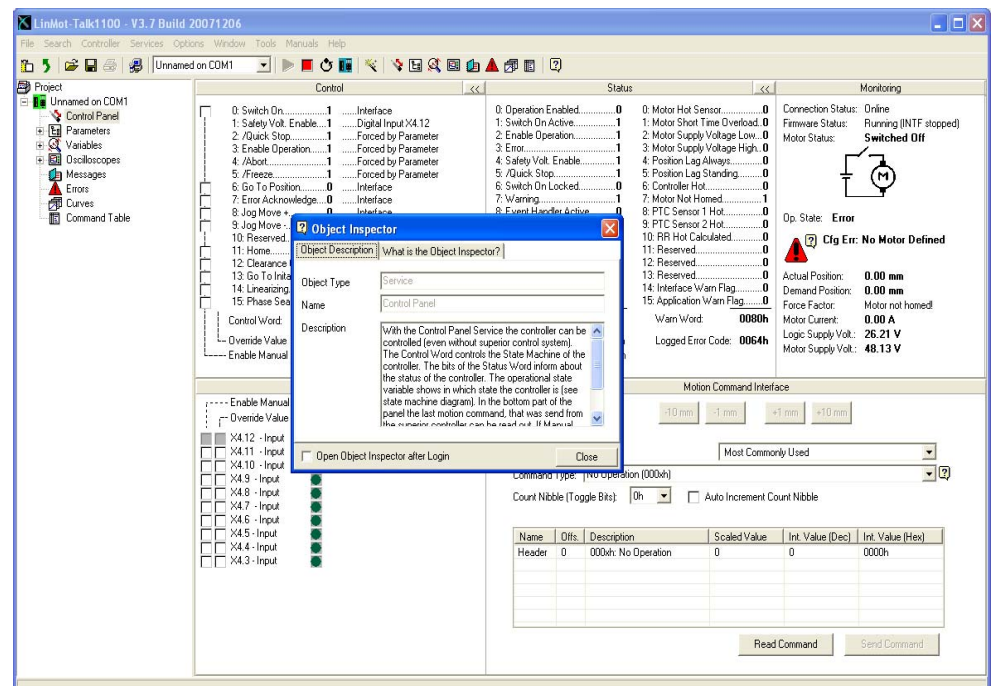 LinMot-Talk1100 - V3.7 Build 20071206
File Search Controller Services Options Window Tools Manuals Help
Unnamed on COM1
Project
Unnamed on COM1
Control Panel
Parameters
Variables
Oscilloscopes
Messages
Errors
Curves
Command Table
Control <<
0: Switch On............1 ......Interface
1: Safety Volt. Enable....1 ......Digital Input X4.12
2: /Quick Stop............1 ......Forced by Parameter
3: Enable Operation.......1 ......Forced by Parameter
4: /Abort.................1 ......Forced by Parameter
5: /Freeze................1 ......Forced by Parameter
6: Go To Position.........0 ......Interface
7: Error Acknowledge....0 ......Interface
8: Jog Move +.............0 ......Interface
9: Jog Move -
10: Reserved
11: Home
12: Clearance
13: Go To Inita
14: Linearizing
15: Phase Sea
Control Word:
Override Value
Enable Manual
Status <<
0: Operation Enabled.........0
1: Switch On Active..........1
2: Enable Operation..........1
3: Error.....................1
4: Safety Volt. Enable.......1
5: /Quick Stop...............1
6: Switch On Locked..........0
7: Warning...................1
8: Event Handler Active......0
0: Motor Hot Sensor..........0
1: Motor Short Time Overload..0
2: Motor Supply Voltage Low...0
3: Motor Supply Voltage High..0
4: Position Lag Always........0
5: Position Lag Standing......0
6: Controller Hot.............0
7: Motor Not Homed............1
8: PTC Sensor 1 Hot...........0
9: PTC Sensor 2 Hot...........0
10: RR Hot Calculated.........0
11: Reserved..................0
12: Reserved..................0
13: Reserved..................0
14: Interface Warn Flag.......0
15: Application Warn Flag.....0
Warn Word: 0080h
Logged Error Code: 0064h
Monitoring
Connection Status: Online
Firmware Status: Running (INTF stopped)
Motor Status: Switched Off
M
Op. State: Error
Cfg Err: No Motor Defined
Actual Position: 0.00 mm
Demand Position: 0.00 mm
Force Factor: Motor not homed!
Motor Current: 0.00 A
Logic Supply Volt.: 26.21 V
Motor Supply Volt.: 48.13 V
Object Inspector
Object Description What is the Object Inspector?
Object Type Service
Name Control Panel
Description
With the Control Panel Service the controller can be
controlled (even without superior control system).
The Control Word controls the State Machine of the
controller. The bits of the Status Word inform about
the status of the controller. The operational state
variable shows in which state the controller is (see
state machine diagram). In the bottom part of the
panel the last motion command, that was send from
the superior controller can be read out. If Manual
Open Object Inspector after Login
Close
Enable Manual
Override Value
X4.12 - Input
X4.11 - Input
X4.10 - Input
X4.9 - Input
X4.8 - Input
X4.7 - Input
X4.6 - Input
X4.5 - Input
X4.4 - Input
X4.3 - Input
Motion Command Interface
-10 mm -1 mm +1 mm +10 mm
Most Commonly Used
Command Type: No Operation (000xh)
Count Nibble (Toggle Bits): 0h Auto Increment Count Nibble
Name Offs. Description Scaled Value Int. Value (Dec) Int. Value (Hex)
Header 0 000xh: No Operation 0 0 0000h
Read Command Send Command